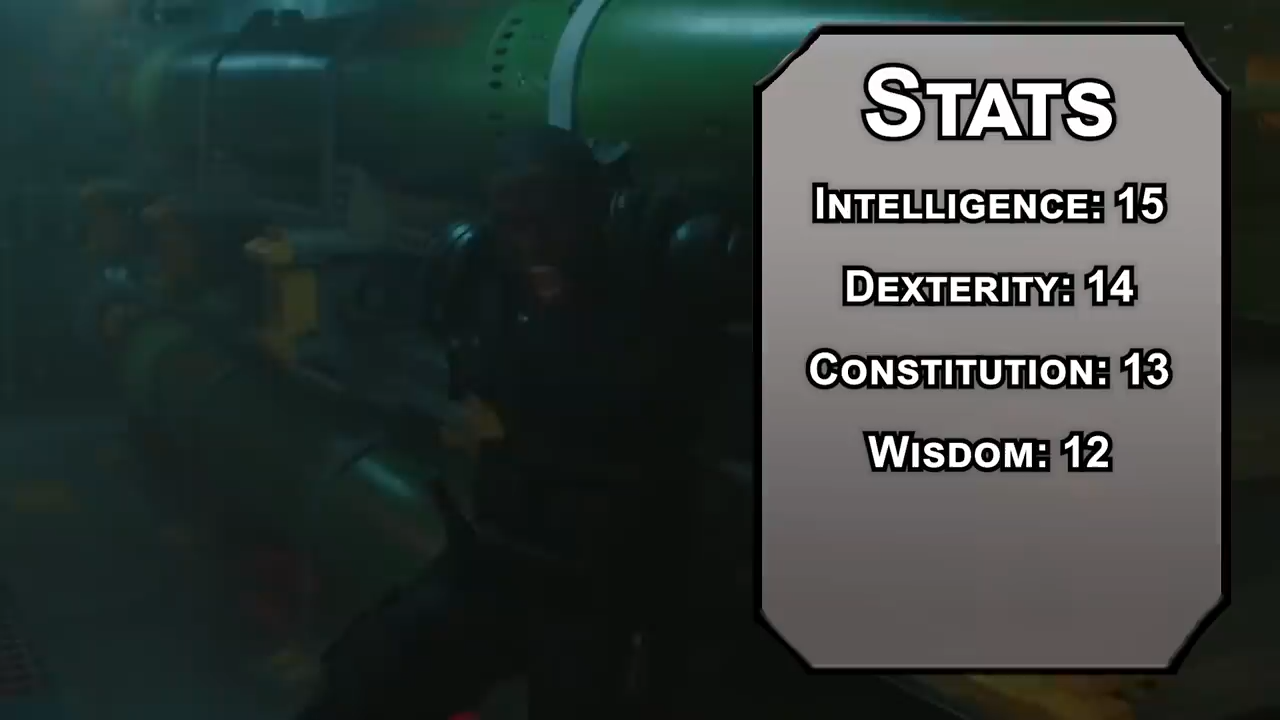 Stats
Intelligence: 15
Dexterity: 14
Constitution: 13
Wisdom: 12